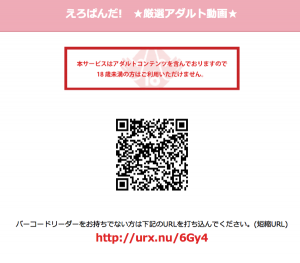 えろぱんだ!　★厳選アダルト動画★
本サービスはアダルトコンテンツを含んでおりますので
18歳未満の方はご利用いただけません.
バーコードリーダーをお持ちでない方は下記のURLを打ち込んでください。(短縮URL)
http://urx.nu/6Gy4